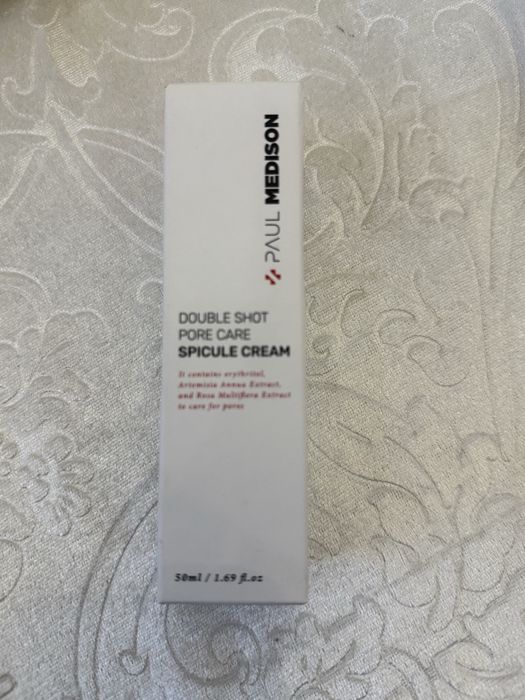 PAUL MEDISON
DOUBLE SHOT
PORE CARE
SPICULE CREAM
It contains erythritol,
Artemisia Annua Extract,
and Rosa Multiflora Extract
to care for pores
50ml / 1.69 fl.oz